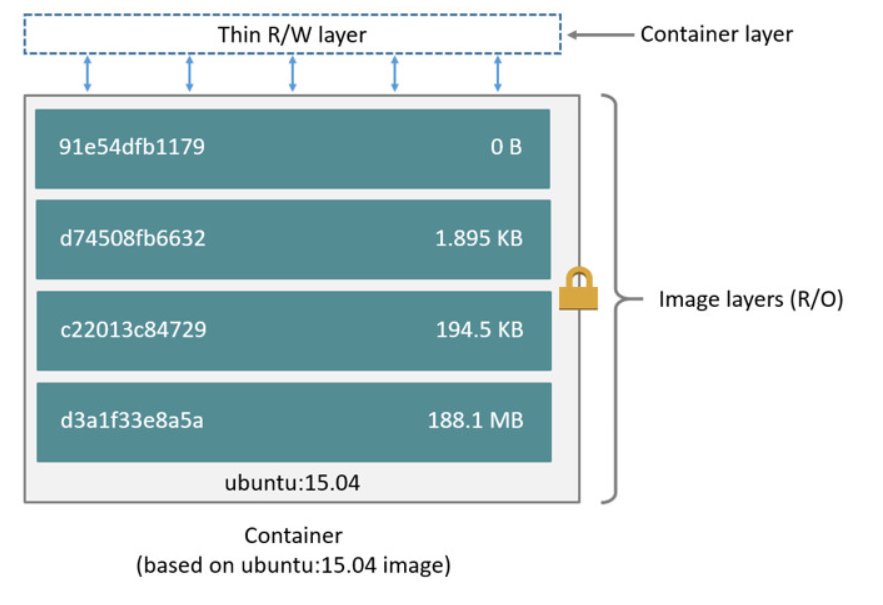 Thin R/W layer
Container layer
91e54dfb1179 0 B
d74508fb6632 1.895 KB
c22013c84729 194.5 KB
Image layers (R/O)
d3a1f33e8a5a 188.1 MB
ubuntu:15.04
Container
(based on ubuntu:15.04 image)